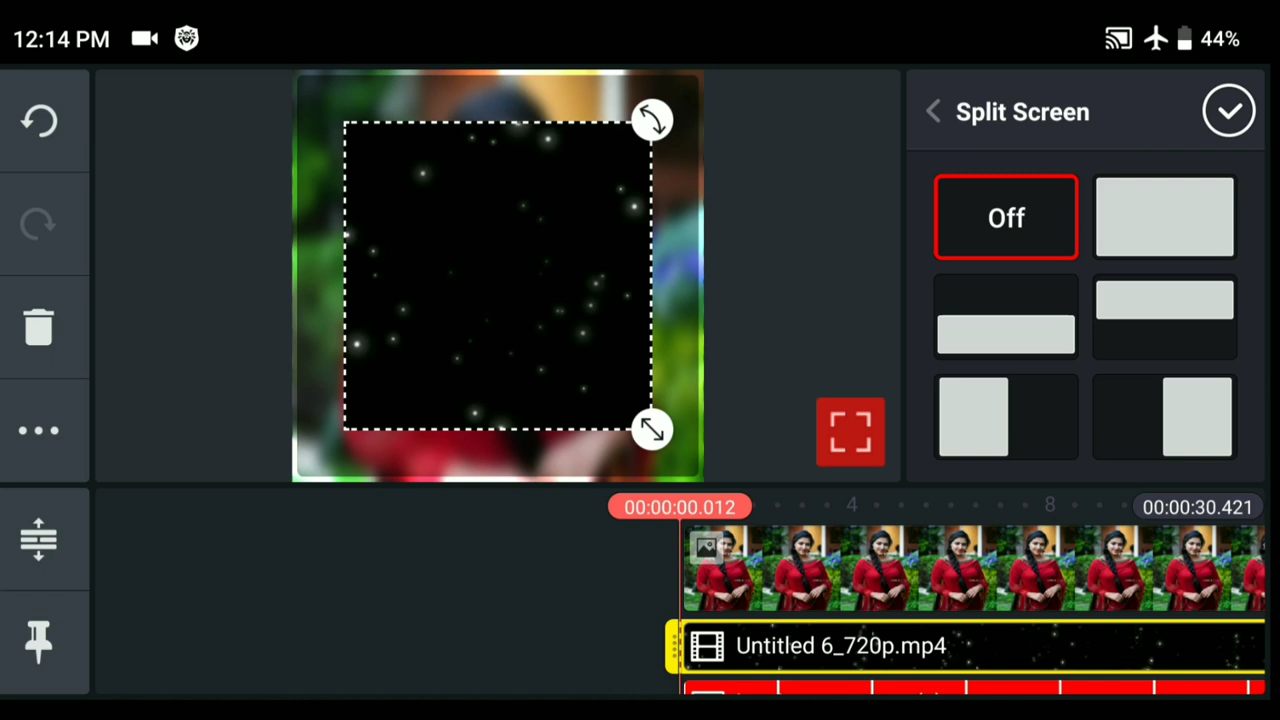 12:14 PM
44%
Split Screen
Off
00:00:00.012
4
8
00:00:30.421
Untitled 6_720p.mp4